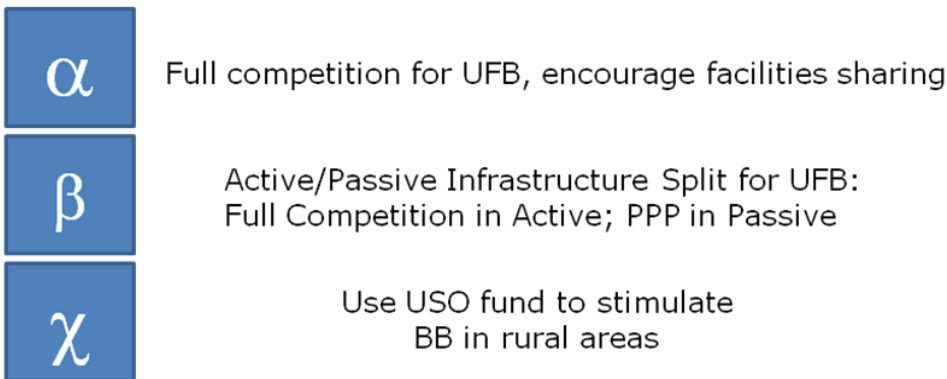 α
Full competition for UFB, encourage facilities sharing
β
Active/Passive Infrastructure Split for UFB:
Full Competition in Active; PPP in Passive
χ
Use USO fund to stimulate
BB in rural areas